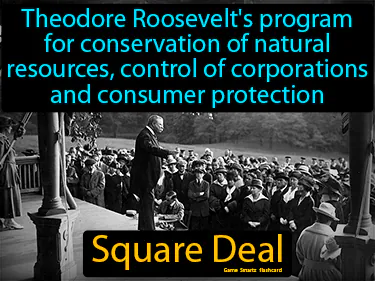 Theodore Roosevelt's program
for conservation of natural
resources, control of corporations
and consumer protection
Square Deal
Game Smartz flashcard